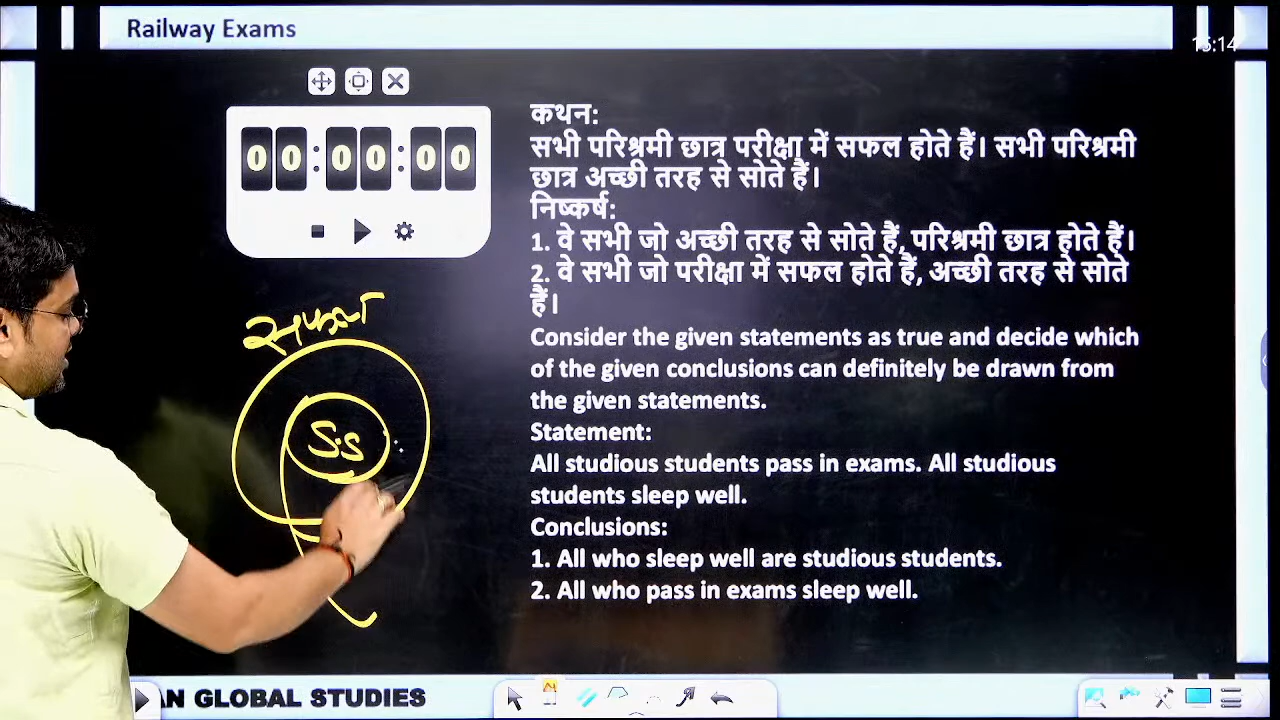 Railway Exams
15:14
00:00:00
कथन:
सभी परिश्रमी छात्र परीक्षा में सफल होते हैं। सभी परिश्रमी
छात्र अच्छी तरह से सोते हैं।
निष्कर्ष:
1. वे सभी जो अच्छी तरह से सोते हैं, परिश्रमी छात्र होते हैं।
2. वे सभी जो परीक्षा में सफल होते हैं, अच्छी तरह से सोते
हैं।
सफल
S.S
Consider the given statements as true and decide which
of the given conclusions can definitely be drawn from
the given statements.
Statement:
All studious students pass in exams. All studious
students sleep well.
Conclusions:
1. All who sleep well are studious students.
2. All who pass in exams sleep well.
AN GLOBAL STUDIES